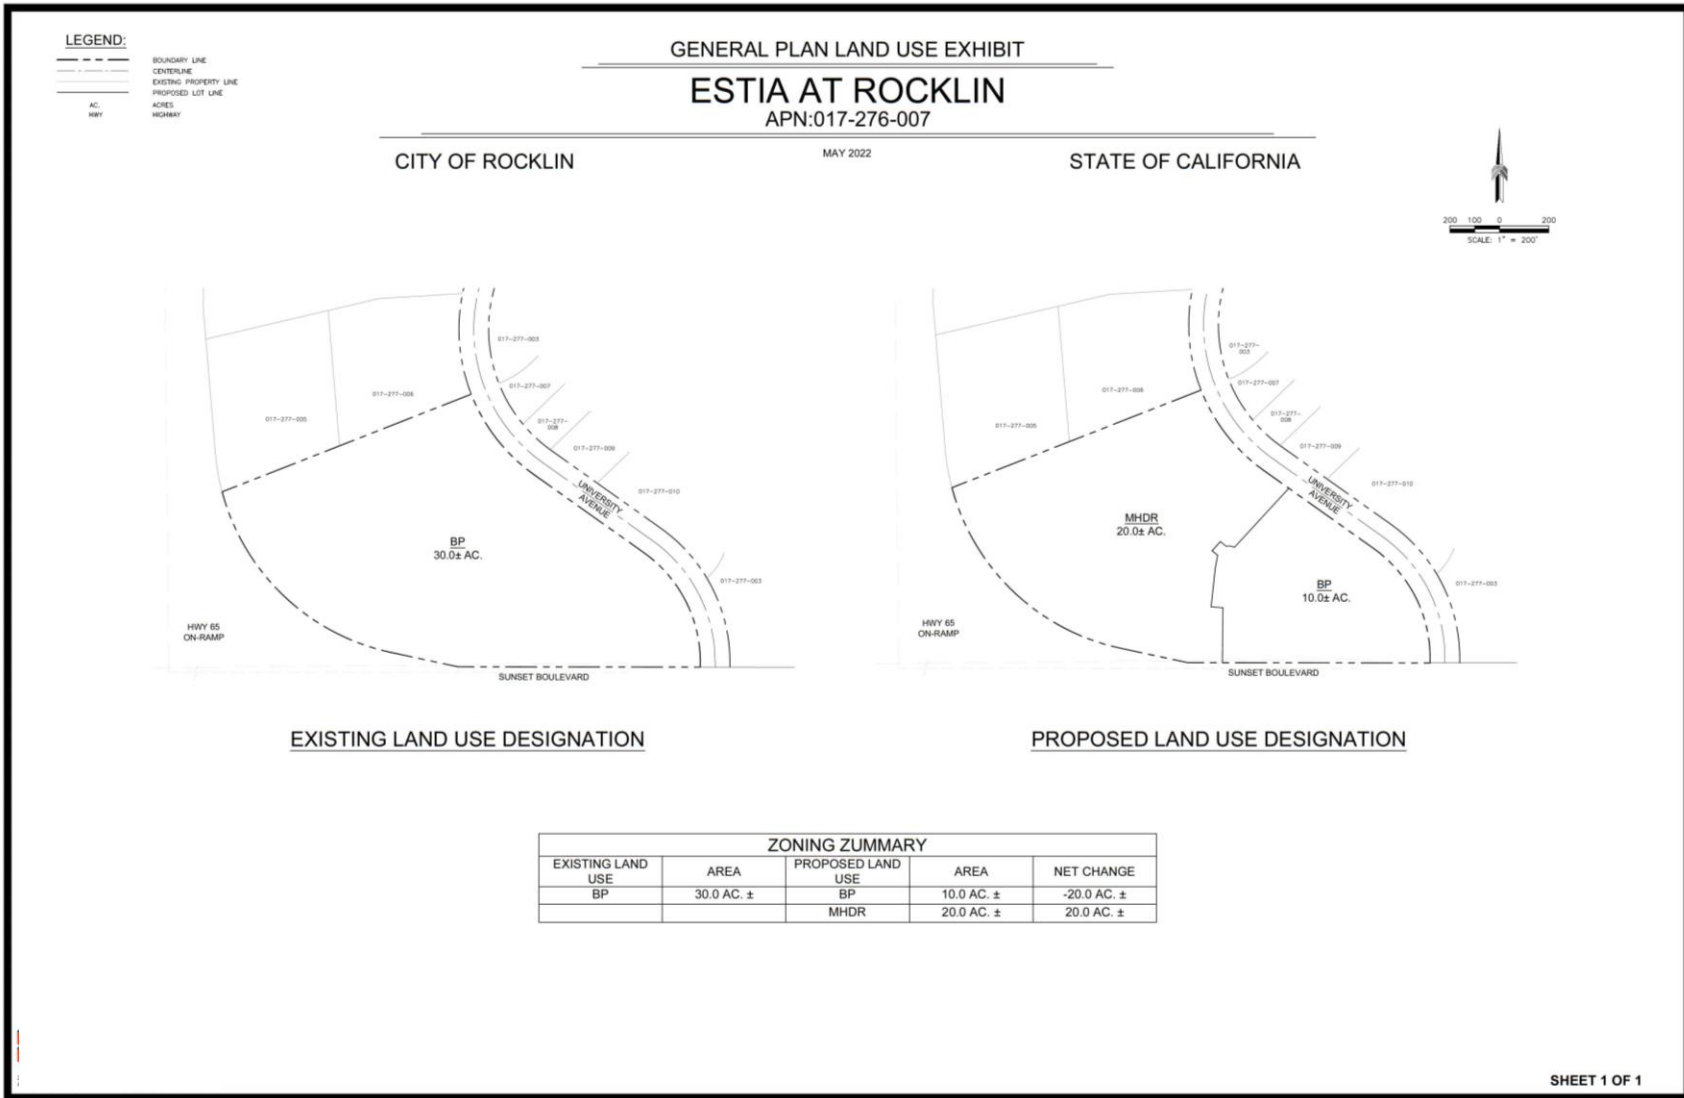 LEGEND:
BOUNDARY LINE
CENTERLINE
EXISTING PROPERTY LINE
PROPOSED LOT LINE
AC. ACRES
HWY HIGHWAY
GENERAL PLAN LAND USE EXHIBIT
ESTIA AT ROCKLIN
APN:017-276-007
CITY OF ROCKLIN
MAY 2022
STATE OF CALIFORNIA
200 100 0 200
SCALE: 1" = 200'
017-277-003
017-277-007
017-277-006
017-277-005
017-277-
008
017-277-009
017-277-010
UNIVERSITY
AVENUE
BP
30.0± AC.
017-277-003
HWY 65
ON-RAMP
SUNSET BOULEVARD
EXISTING LAND USE DESIGNATION
017-277-
003
017-277-007
017-277-006
017-277-005
017-277-
008
017-277-009
017-277-010
UNIVERSITY
AVENUE
MHDR
20.0± AC.
BP
10.0± AC.
017-277-003
HWY 65
ON-RAMP
SUNSET BOULEVARD
PROPOSED LAND USE DESIGNATION
ZONING ZUMMARY
EXISTING LAND USE AREA PROPOSED LAND USE AREA NET CHANGE
BP 30.0 AC. ± BP 10.0 AC. ± -20.0 AC. ±
MHDR 20.0 AC. ± 20.0 AC. ±
SHEET 1 OF 1